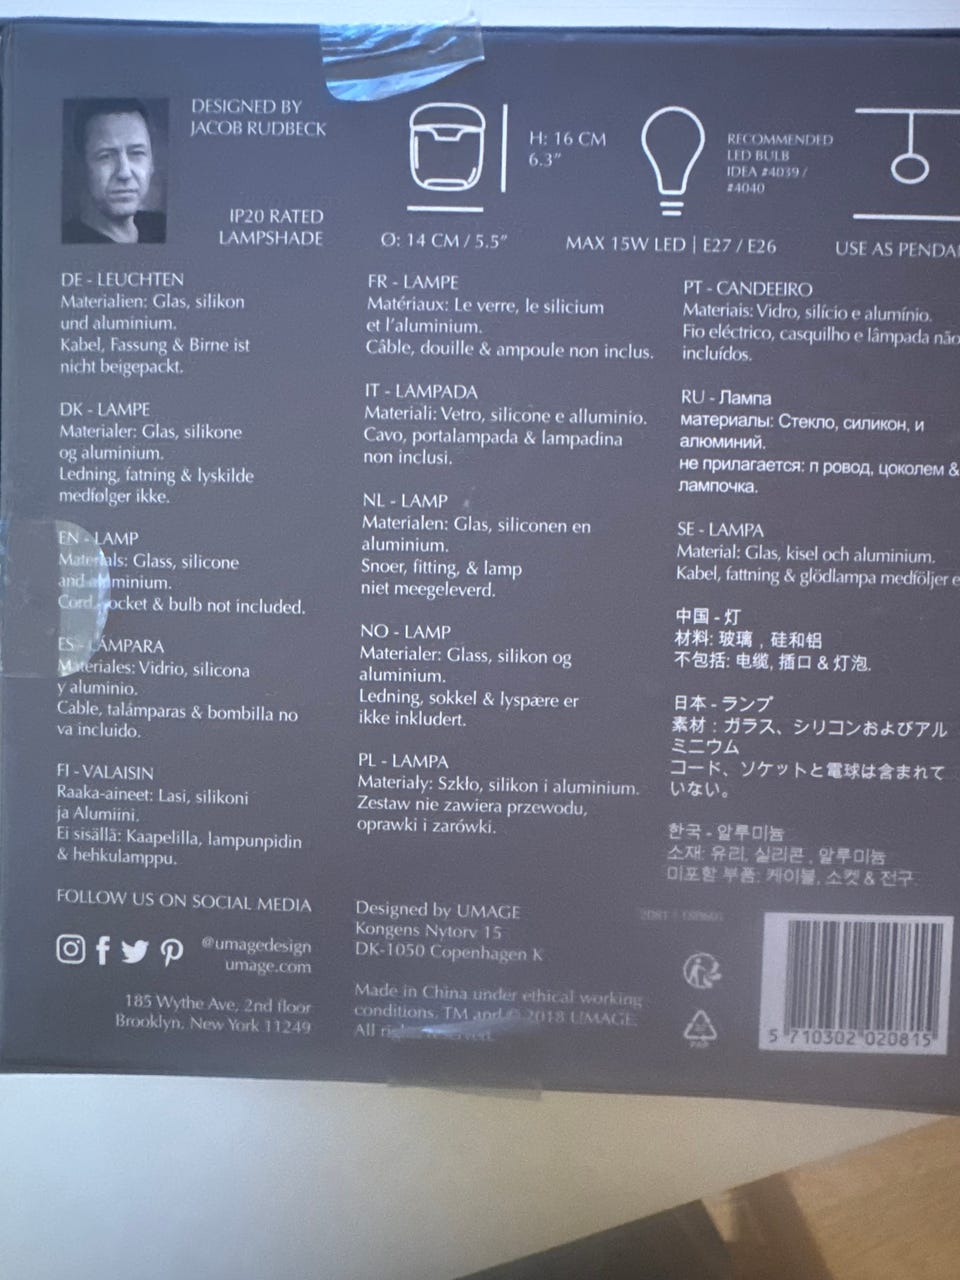 DESIGNED BY
JACOB RUDBECK
IP20 RATED
LAMPSHADE
H: 16 CM
6.3"
O: 14 CM / 5.5"
RECOMMENDED
LED BULB
IDEA #4039 /
#4040
MAX 15W LED | E27 / E26
USE AS PENDA
DE - LEUCHTEN
Materialien: Glas, silikon
und aluminium.
Kabel, Fassung & Birne ist
nicht beigepackt.
DK - LAMPE
Materialer: Glas, silikone
og aluminium.
Ledning, fatning & lyskilde
medfølger ikke.
EN - LAMP
Materials: Glass, silicone
and aluminium.
Cord, socket & bulb not included.
ES - LÁMPARA
Materiales: Vidrio, silicona
y aluminio.
Cable, talámparas & bombilla no
va incluido.
FI - VALAISIN
Raaka-aineet: Lasi, silikoni
ja Alumiini.
Ei sisällä: Kaapelilla, lampunpidin
& hehkulamppu.
FOLLOW US ON SOCIAL MEDIA
@umagedesign
umage.com
185 Wythe Ave, 2nd floor
Brooklyn, New York 11249
FR - LAMPE
Matériaux: Le verre, le silicium
et l'aluminium.
Câble, douille & ampoule non inclus.
IT - LAMPADA
Materiali: Vetro, silicone e alluminio.
Cavo, portalampada & lampadina
non inclusi.
NL - LAMP
Materialen: Glas, siliconen en
aluminium.
Snoer, fitting, & lamp
niet meegeleverd.
NO - LAMP
Materialer: Glass, silikon og
aluminium.
Ledning, sokkel & lyspære er
ikke inkludert.
PL - LAMPA
Materiały: Szkło, silikon i aluminium.
Zestaw nie zawiera przewodu,
oprawki i zarówki.
Designed by UMAGE
Kongens Nytorv 15
DK-1050 Copenhagen K
Made in China under ethical working
conditions. TM and © 2018 UMAGE.
All rights reserved.
PT - CANDEEIRO
Materiais: Vidro, silício e alumínio.
Fio eléctrico, casquilho e lâmpada não
incluídos.
RU - Лампа
материалы: Стекло, силикон, и
алюминий.
не прилагается: п ровод, цоколем &
лампочка.
SE - LAMPA
Material: Glas, kisel och aluminium.
Kabel, fattning & glödlampa medföljer e
中国 - 灯
材料: 玻璃，硅和铝
不包括: 电缆, 插口 & 灯泡.
日本 - ランプ
素材：ガラス、シリコンおよびアル
ミニウム
コード、ソケットと電球は含まれて
いない。
한국 - 알루미늄
소재: 유리, 실리콘, 알루미늄
미포함 부품: 케이블, 소켓 & 전구.
PAP
5 710302 020815